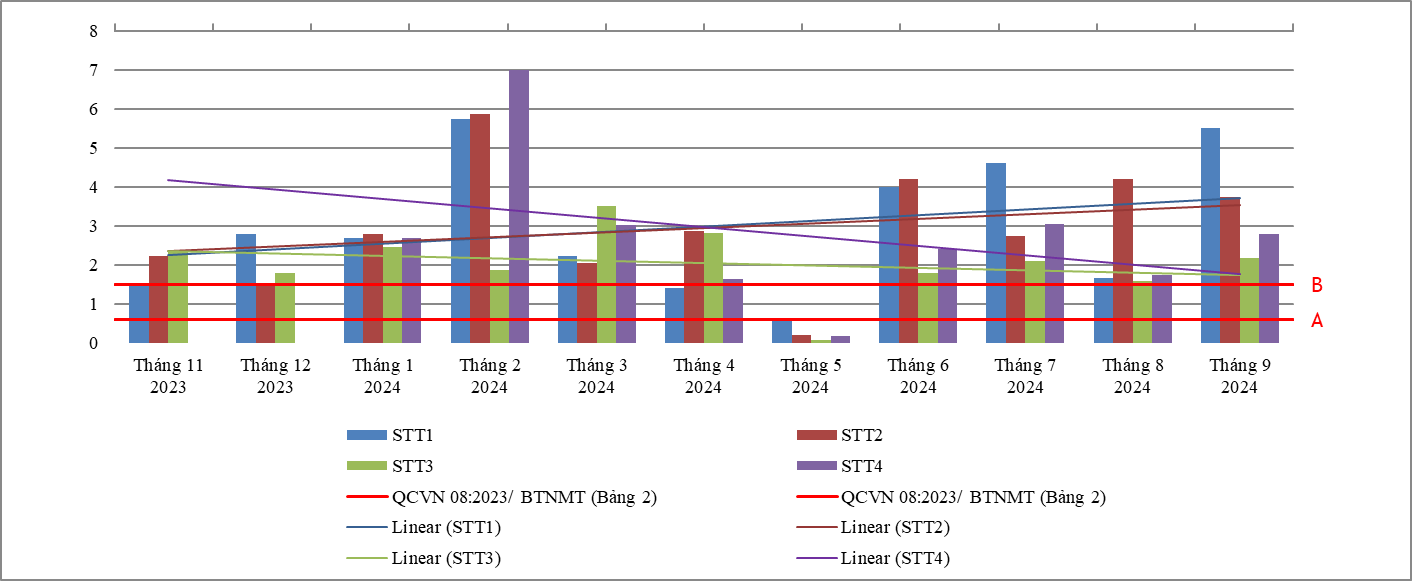 8
7
6
5
4
3
2
1
0
B
A
Tháng 11 2023
Tháng 12 2023
Tháng 1 2024
Tháng 2 2024
Tháng 3 2024
Tháng 4 2024
Tháng 5 2024
Tháng 6 2024
Tháng 7 2024
Tháng 8 2024
Tháng 9 2024
STT1
STT2
STT3
STT4
QCVN 08:2023/ BTNMT (Bảng 2)
QCVN 08:2023/ BTNMT (Bảng 2)
Linear (STT1)
Linear (STT2)
Linear (STT3)
Linear (STT4)